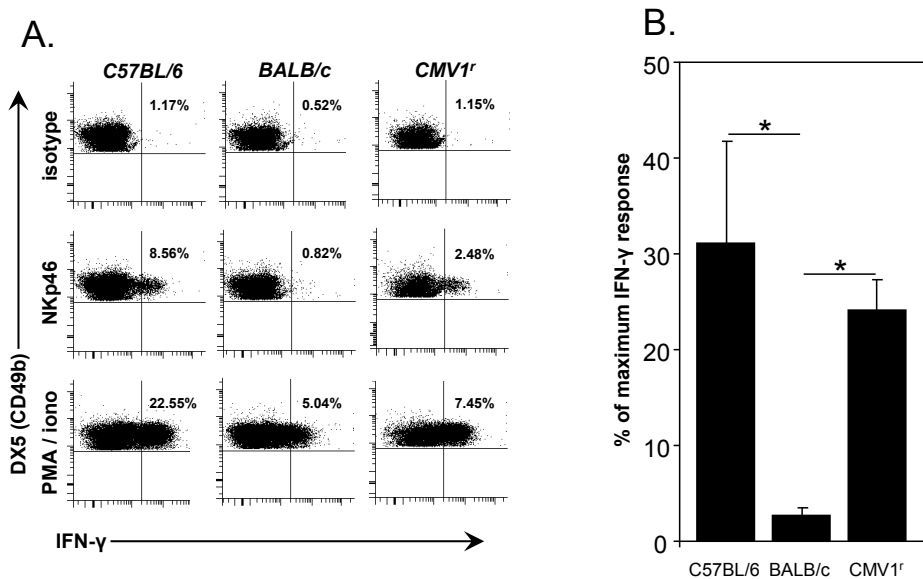 A.
C57BL/6 BALB/c CMV1ʳ
isotype
1.17% 0.52% 1.15%
NKp46
8.56% 0.82% 2.48%
PMA / iono
22.55% 5.04% 7.45%
DX5 (CD49b)
IFN-γ
B.
% of maximum IFN-γ response
50
40
30
20
10
0
* *
C57BL/6 BALB/c CMV1ʳ